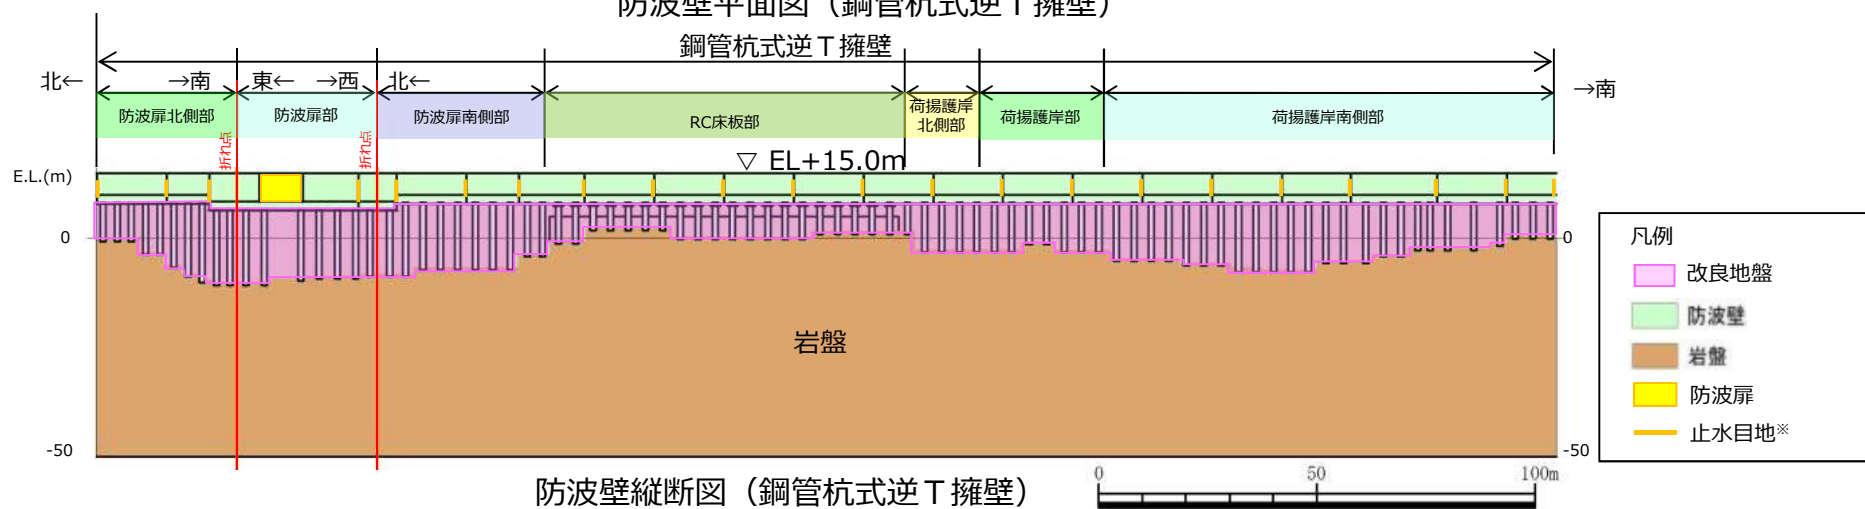 防波壁平面図（鋼管杭式逆Ｔ擁壁）
鋼管杭式逆Ｔ擁壁
北← →南 東← →西 北← →南
防波扉北側部 防波扉部 防波扉南側部 RC床板部 荷揚護岸北側部 荷揚護岸部 荷揚護岸南側部
折れ点 折れ点
▽ EL+15.0m
E.L.(m)
0 0
岩盤
-50 -50
凡例
改良地盤
防波壁
岩盤
防波扉
止水目地※
防波壁縦断図（鋼管杭式逆Ｔ擁壁）
0 50 100m